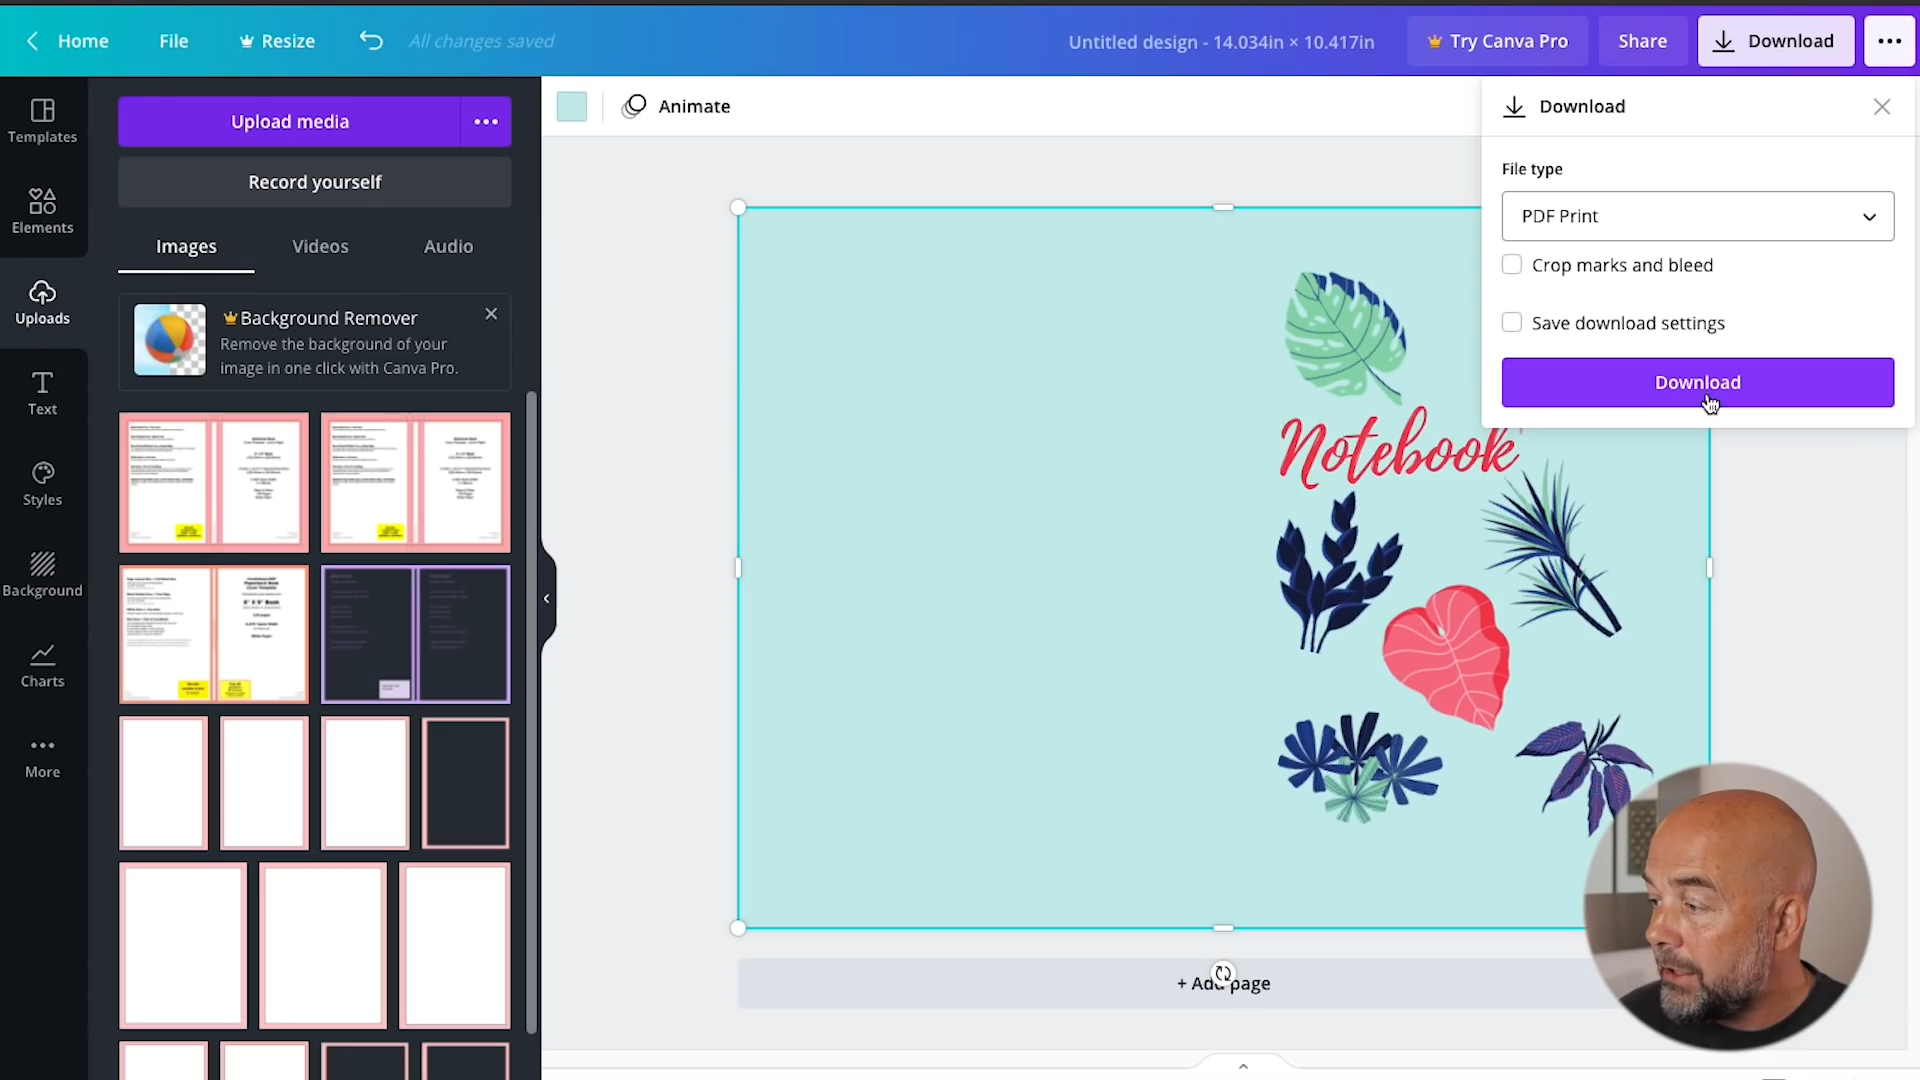 Home
File
Resize
All changes saved
Untitled design - 14.034in × 10.417in
Try Canva Pro
Share
Download
Templates
Elements
Uploads
Text
Styles
Background
Charts
More
Upload media
Record yourself
Images
Videos
Audio
Background Remover
Remove the background of your
image in one click with Canva Pro.
6" X 9" Book
Animate
Download
File type
PDF Print
Crop marks and bleed
Save download settings
Download
Notebook
+ Add page